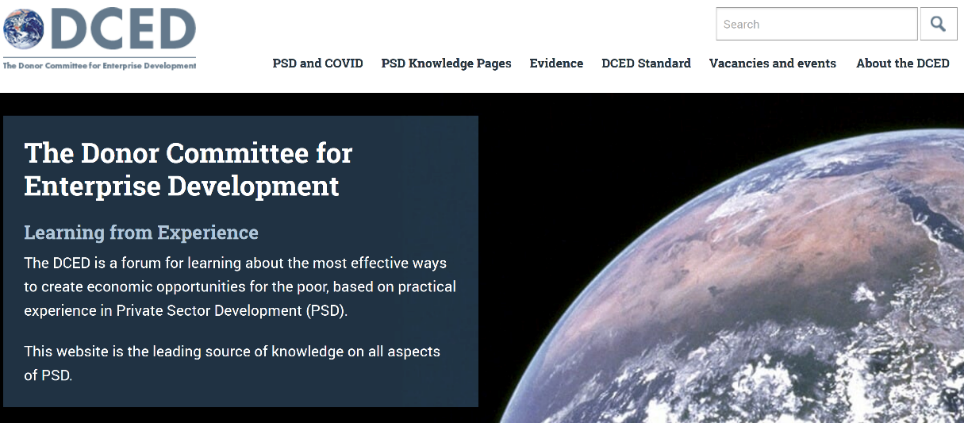 DCED
The Donor Committee for Enterprise Development
Search
PSD and COVID PSD Knowledge Pages Evidence DCED Standard Vacancies and events About the DCED
The Donor Committee for
Enterprise Development
Learning from Experience
The DCED is a forum for learning about the most effective ways
to create economic opportunities for the poor, based on practical
experience in Private Sector Development (PSD).
This website is the leading source of knowledge on all aspects
of PSD.